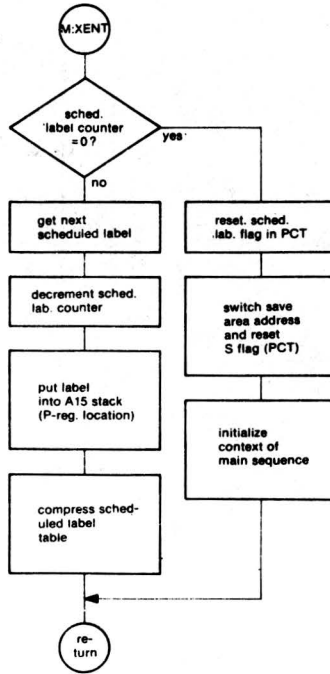 M:XENT
sched.
label counter
=0?
yes
no
get next
scheduled label
decrement sched.
lab. counter
put label
into A15 stack
(P-reg. location)
compress sched-
uled label
table
reset. sched.
lab. flag in PCT
switch save
area address
and reset
S flag (PCT)
initialize
context of
main sequence
re-
turn